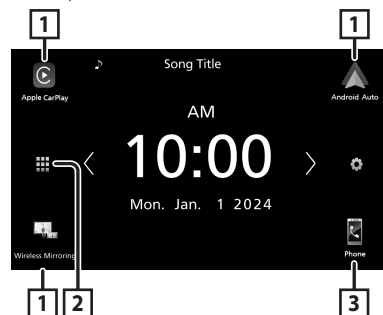 1
1
Song Title
Apple CarPlay
Android Auto
AM
10:00
Mon. Jan. 1 2024
Wireless Mirroring
Phone
1
2
3